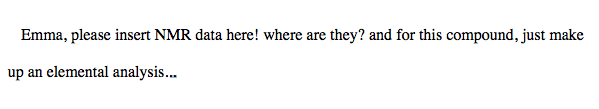 Emma, please insert NMR data here! where are they? and for this compound, just make
up an elemental analysis...